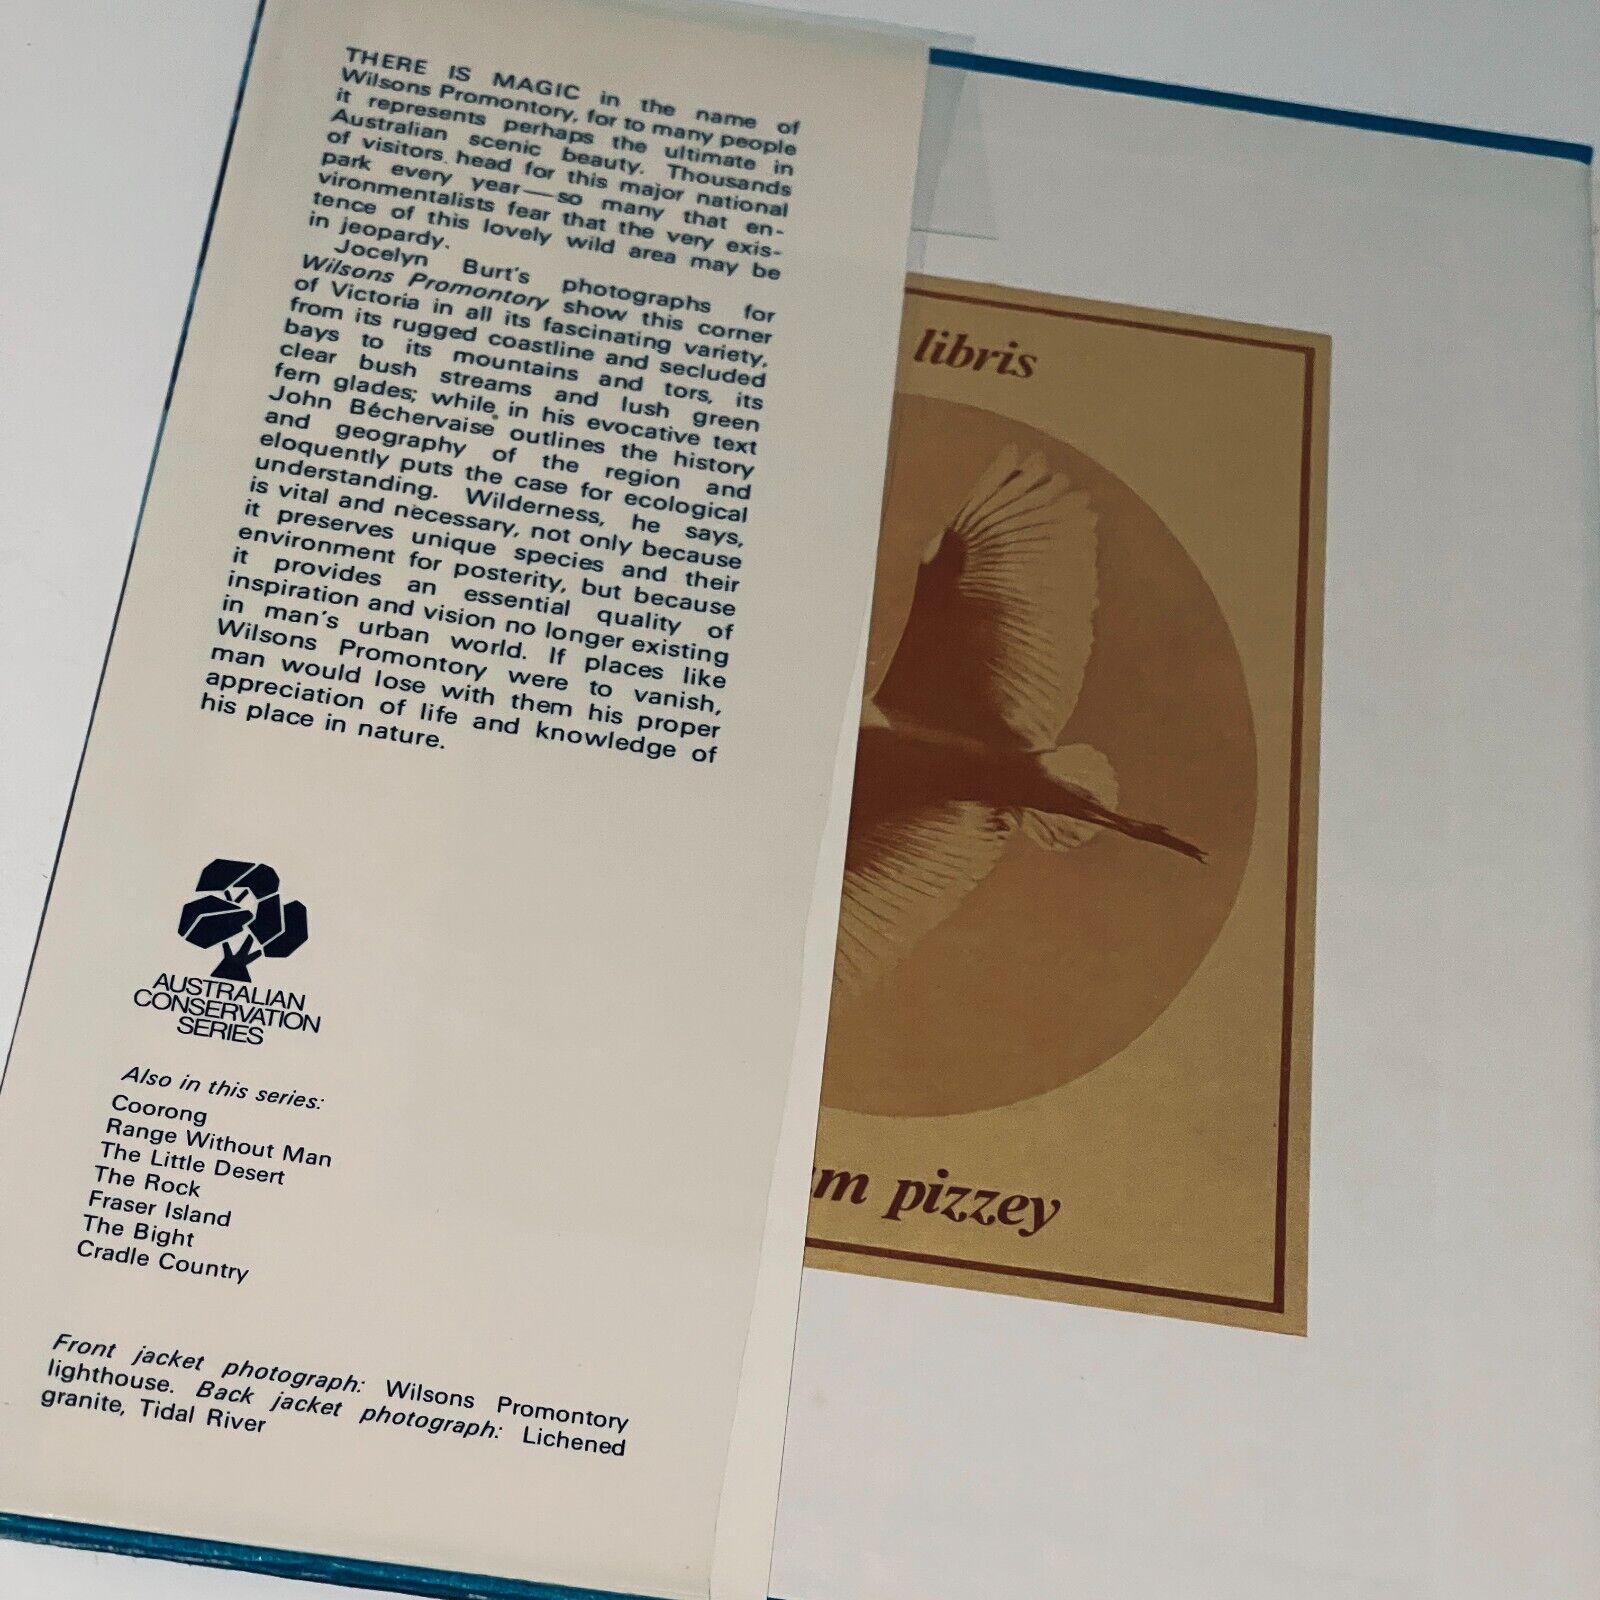 THERE IS MAGIC in the name of
Wilsons Promontory, for to many people
it represents perhaps the ultimate in
Australian scenic beauty. Thousands
of visitors head for this major national
park every year—so many that en-
vironmentalists fear that the very exis-
tence of this lovely wild area may be
in jeopardy.
Jocelyn Burt's photographs for
Wilsons Promontory show this corner
of Victoria in all its fascinating variety,
from its rugged coastline and secluded
bays to its mountains and tors, its
clear bush streams and lush green
fern glades; while in his evocative text
John Béchervaise outlines the history
and geography of the region and
eloquently puts the case for ecological
understanding. Wilderness, he says,
is vital and necessary, not only because
it preserves unique species and their
environment for posterity, but because
it provides an essential quality of
inspiration and vision no longer existing
in man's urban world. If places like
Wilsons Promontory were to vanish,
man would lose with them his proper
appreciation of life and knowledge of
his place in nature.
AUSTRALIAN
CONSERVATION
SERIES
Also in this series:
Coorong
Range Without Man
The Little Desert
The Rock
Fraser Island
The Bight
Cradle Country
Front jacket photograph: Wilsons Promontory
lighthouse. Back jacket photograph: Lichened
granite, Tidal River
libris
pizzey